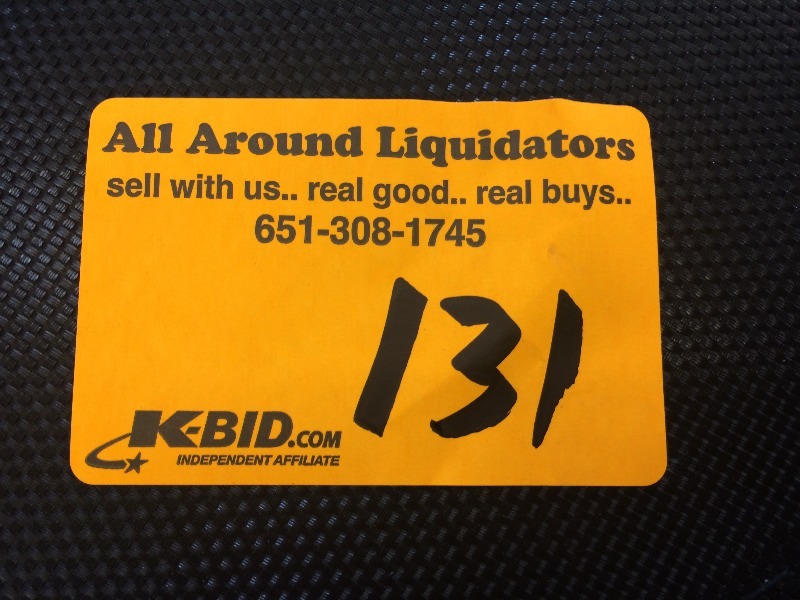 All Around Liquidators
sell with us.. real good.. real buys..
651-308-1745
131
K-BID.COM
INDEPENDENT AFFILIATE